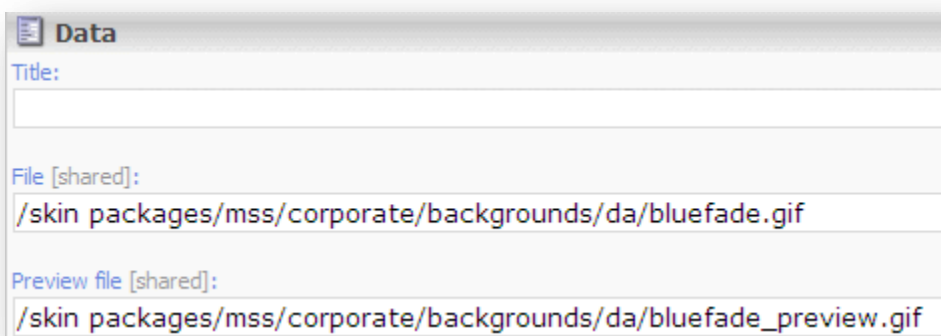 Data
Title:
File [shared]:
/skin packages/mss/corporate/backgrounds/da/bluefade.gif
Preview file [shared]:
/skin packages/mss/corporate/backgrounds/da/bluefade_preview.gif